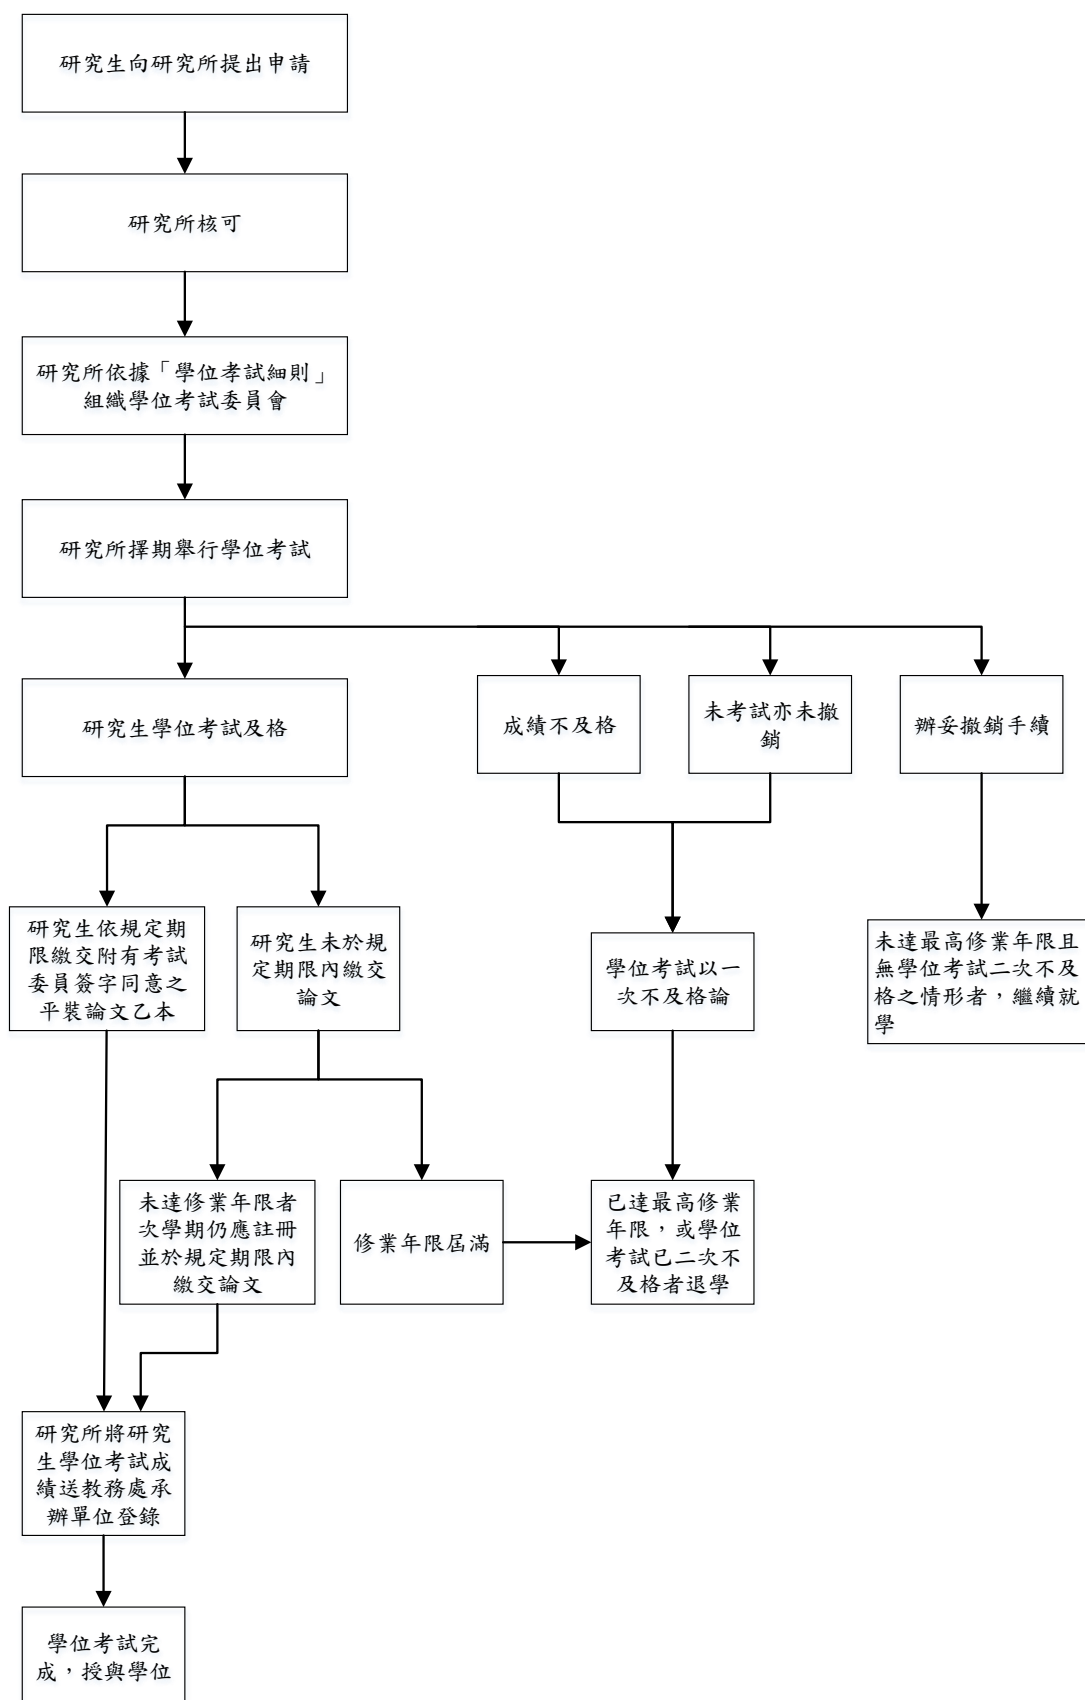 研究生向研究所提出申請
研究所核可
研究所依據「學位孝試細則」
組織學位考試委員會
研究所擇期舉行學位考試
研究生學位考試及格
成績不及格
未考試亦未撤
銷
辦妥撤銷手續
研究生依規定期
限繳交附有考試
委員簽字同意之
平裝論文乙本
研究生未於規
定期限內繳交
論文
學位考試以一
次不及格論
未達最高修業年限且
無學位考試二次不及
格之情形者，繼續就
學
未達修業年限者
次學期仍應註冊
並於規定期限內
繳交論文
修業年限屆滿
已達最高修業
年限，或學位
考試已二次不
及格者退學
研究所將研究
生學位考試成
績送教務處承
辦單位登錄
學位考試完
成，授與學位